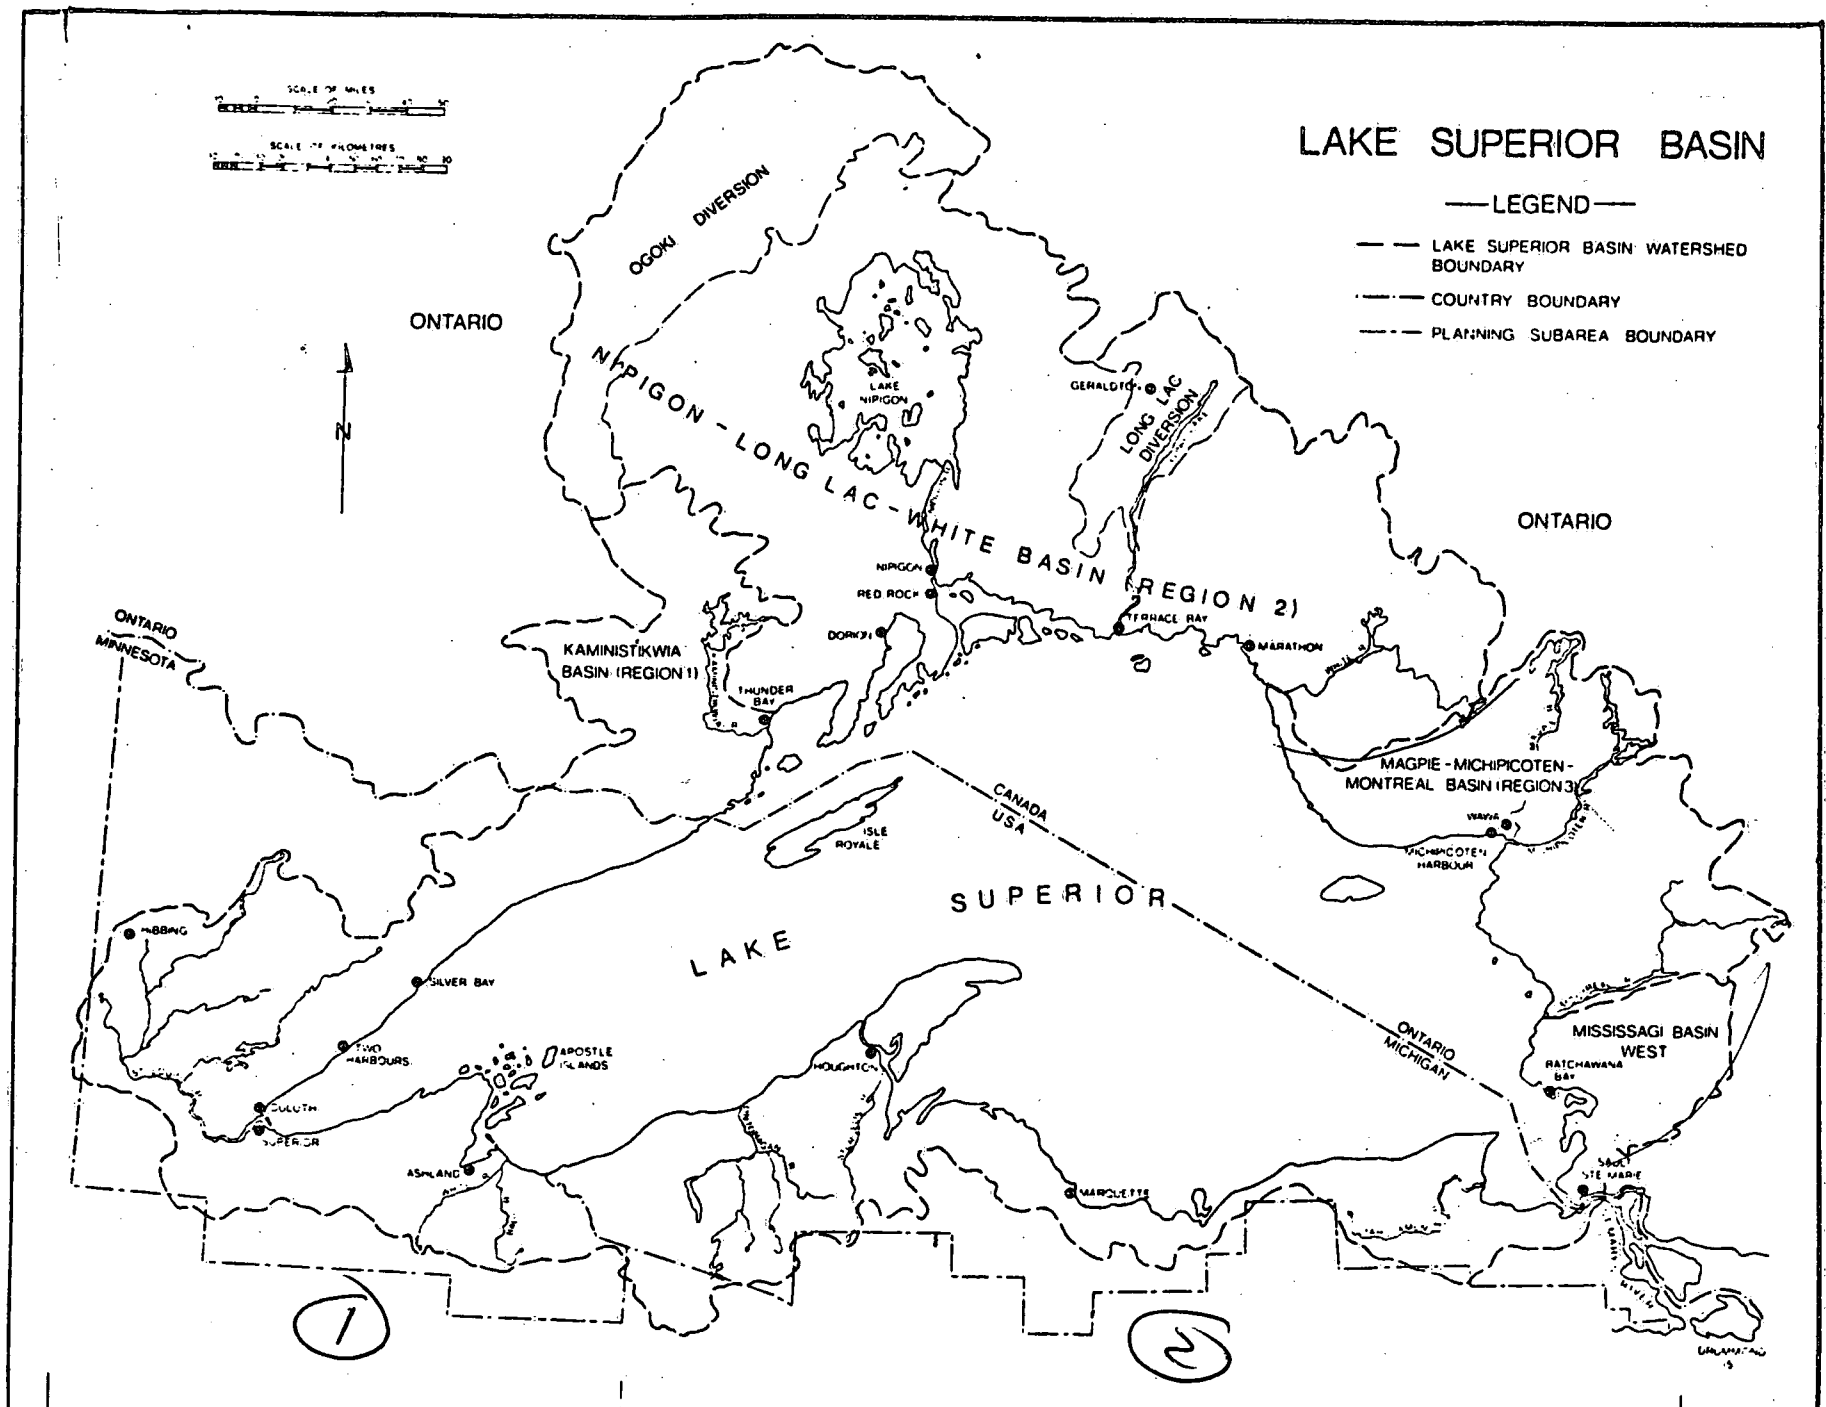 SCALE OF MILES
SCALE OF KILOMETRES
LAKE SUPERIOR BASIN
LEGEND
LAKE SUPERIOR BASIN WATERSHED
BOUNDARY
COUNTRY BOUNDARY
PLANNING SUBAREA BOUNDARY
OGOKI DIVERSION
ONTARIO
N
NIPIGON - LONG LAC - WHITE BASIN (REGION 2)
LAKE
NIPIGON
GERALDTON
LONG LAC
DIVERSION
ONTARIO
NIPIGON
RED ROCK
DORION
TERRACE BAY
MARATHON
WHITE R
ONTARIO
MINNESOTA
KAMINISTIKWIA
BASIN (REGION 1)
THUNDER
BAY
MAGPIE - MICHIPICOTEN -
MONTREAL BASIN (REGION 3)
WAWA
MICHIPICOTEN
HARBOUR
CANADA
USA
ISLE
ROYALE
LAKE SUPERIOR
HIBBING
SILVER BAY
TWO
HARBOURS
DULUTH
SUPERIOR
APOSTLE
ISLANDS
ASHLAND
HOUGHTON
MARQUETTE
ONTARIO
MICHIGAN
MISSISSAGI BASIN
WEST
BATCHAWANA
BAY
SAULT
STE MARIE
DRUMMOND
IS
1
2